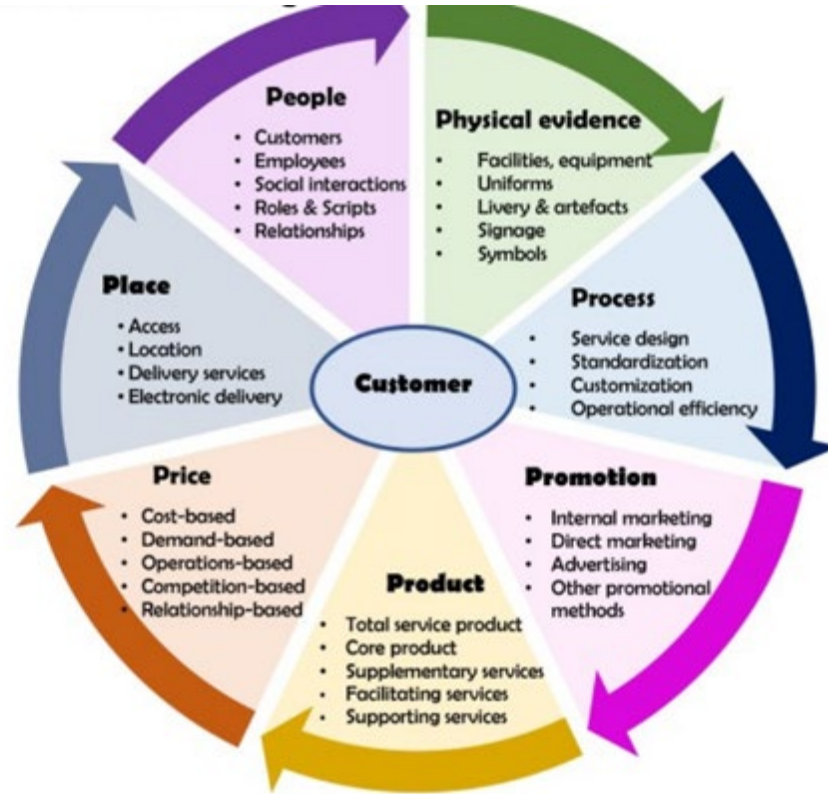 People
• Customers
• Employees
• Social interactions
• Roles & Scripts
• Relationships
Physical evidence
• Facilities, equipment
• Uniforms
• Livery & artefacts
• Signage
• Symbols
Process
• Service design
• Standardization
• Customization
• Operational efficiency
Promotion
• Internal marketing
• Direct marketing
• Advertising
• Other promotional
methods
Product
• Total service product
• Core product
• Supplementary services
• Facilitating services
• Supporting services
Price
• Cost-based
• Demand-based
• Operations-based
• Competition-based
• Relationship-based
Place
• Access
• Location
• Delivery services
• Electronic delivery
Customer